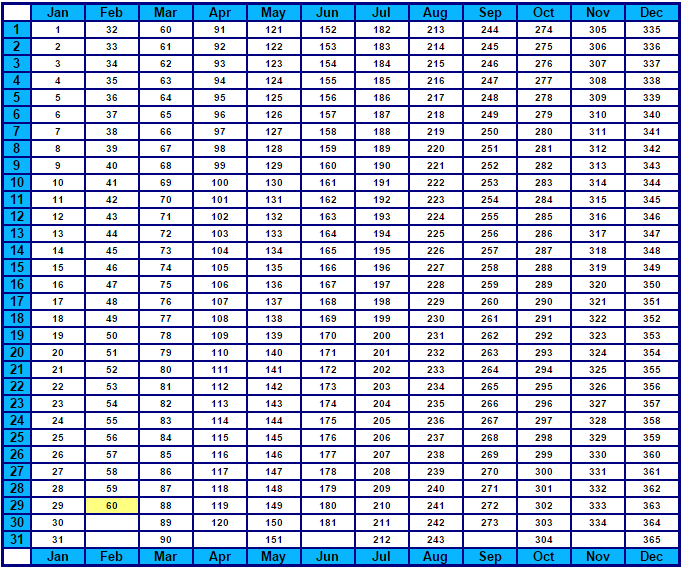 Jan Feb Mar Apr May Jun Jul Aug Sep Oct Nov Dec
1 1 32 60 91 121 152 182 213 244 274 305 335
2 2 33 61 92 122 153 183 214 245 275 306 336
3 3 34 62 93 123 154 184 215 246 276 307 337
4 4 35 63 94 124 155 185 216 247 277 308 338
5 5 36 64 95 125 156 186 217 248 278 309 339
6 6 37 65 96 126 157 187 218 249 279 310 340
7 7 38 66 97 127 158 188 219 250 280 311 341
8 8 39 67 98 128 159 189 220 251 281 312 342
9 9 40 68 99 129 160 190 221 252 282 313 343
10 10 41 69 100 130 161 191 222 253 283 314 344
11 11 42 70 101 131 162 192 223 254 284 315 345
12 12 43 71 102 132 163 193 224 255 285 316 346
13 13 44 72 103 133 164 194 225 256 286 317 347
14 14 45 73 104 134 165 195 226 257 287 318 348
15 15 46 74 105 135 166 196 227 258 288 319 349
16 16 47 75 106 136 167 197 228 259 289 320 350
17 17 48 76 107 137 168 198 229 260 290 321 351
18 18 49 77 108 138 169 199 230 261 291 322 352
19 19 50 78 109 139 170 200 231 262 292 323 353
20 20 51 79 110 140 171 201 232 263 293 324 354
21 21 52 80 111 141 172 202 233 264 294 325 355
22 22 53 81 112 142 173 203 234 265 295 326 356
23 23 54 82 113 143 174 204 235 266 296 327 357
24 24 55 83 114 144 175 205 236 267 297 328 358
25 25 56 84 115 145 176 206 237 268 298 329 359
26 26 57 85 116 146 177 207 238 269 299 330 360
27 27 58 86 117 147 178 208 239 270 300 331 361
28 28 59 87 118 148 179 209 240 271 301 332 362
29 29 60 88 119 149 180 210 241 272 302 333 363
30 30 89 120 150 181 211 242 273 303 334 364
31 31 90 151 212 243 304 365
Jan Feb Mar Apr May Jun Jul Aug Sep Oct Nov Dec